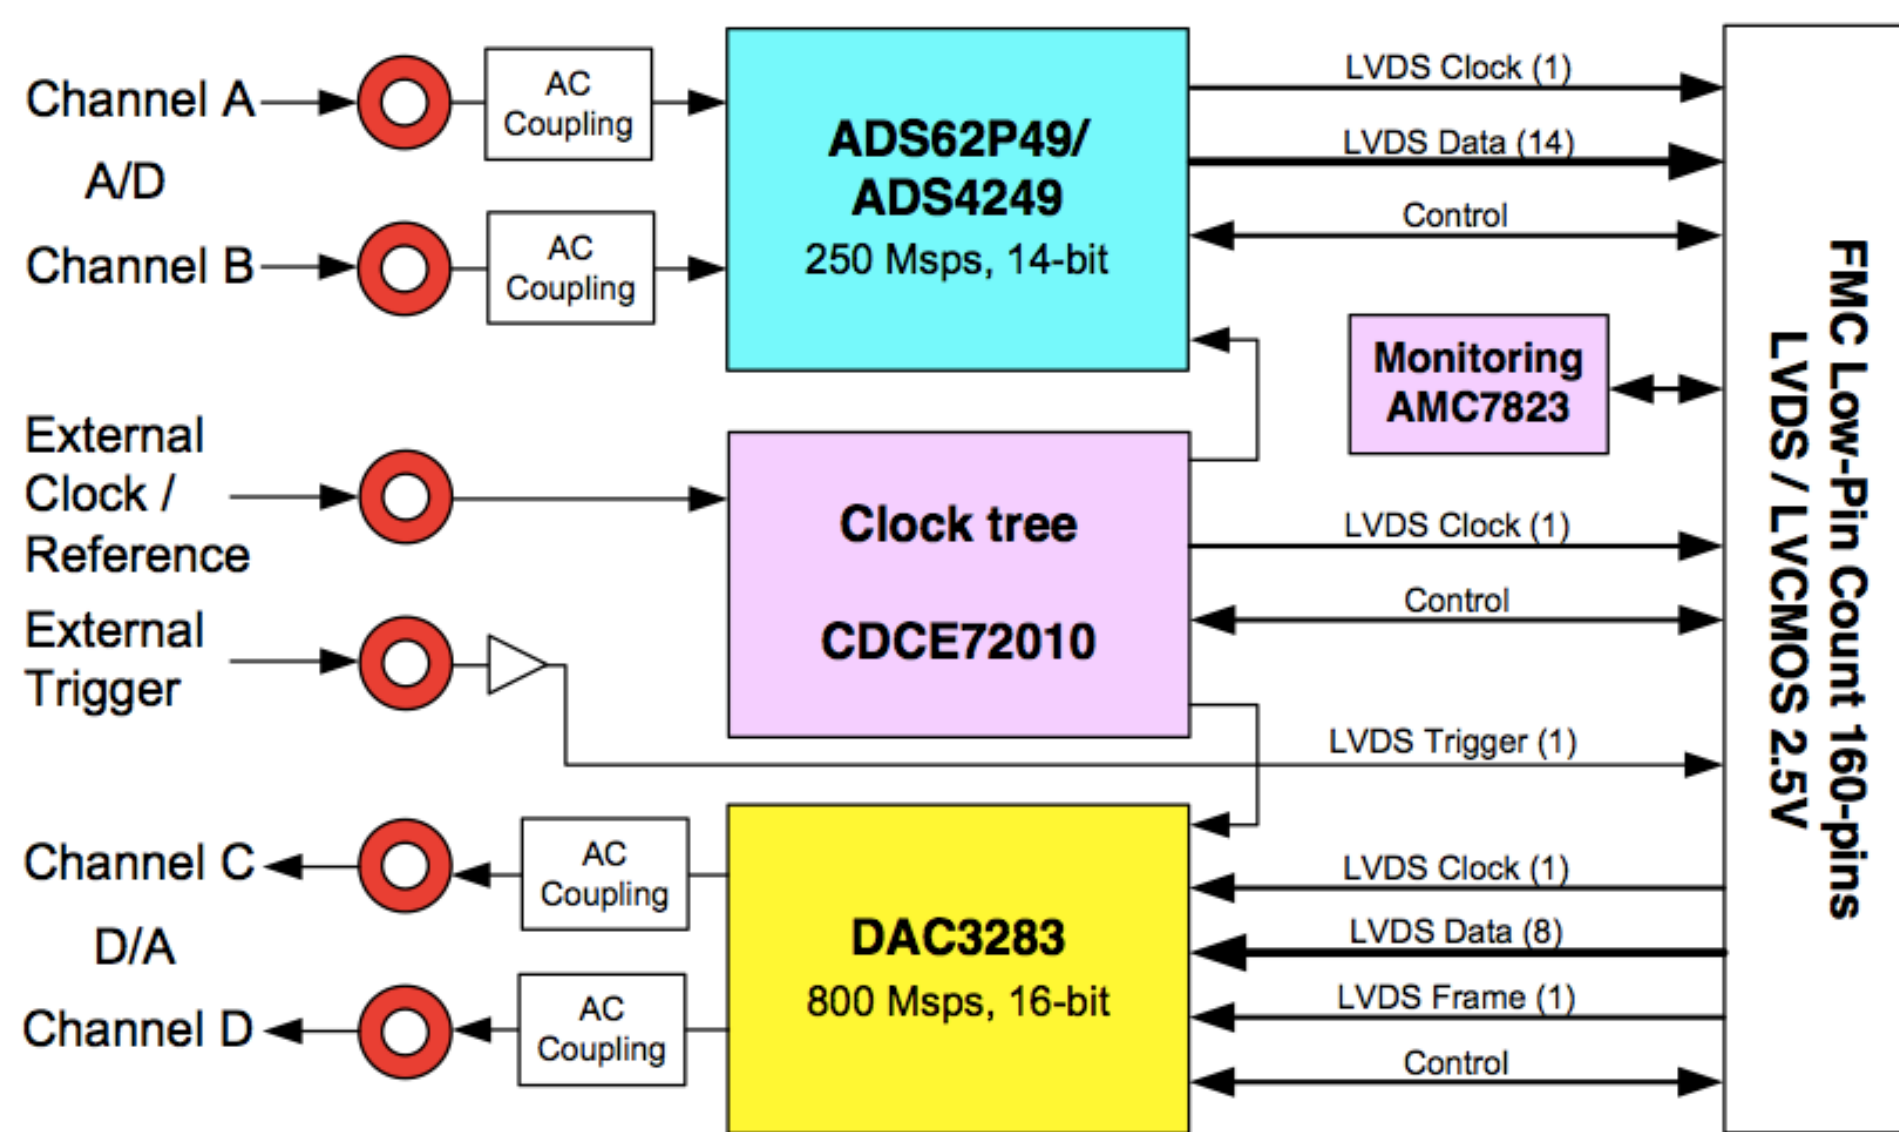 Channel A
A/D
Channel B
AC
Coupling
AC
Coupling
ADS62P49/
ADS4249
250 Msps, 14-bit
LVDS Clock (1)
LVDS Data (14)
Control
Monitoring
AMC7823
External
Clock /
Reference
External
Trigger
Clock tree
CDCE72010
LVDS Clock (1)
Control
LVDS Trigger (1)
Channel C
D/A
Channel D
AC
Coupling
AC
Coupling
DAC3283
800 Msps, 16-bit
LVDS Clock (1)
LVDS Data (8)
LVDS Frame (1)
Control
FMC Low-Pin Count 160-pins
LVDS / LVCMOS 2.5V